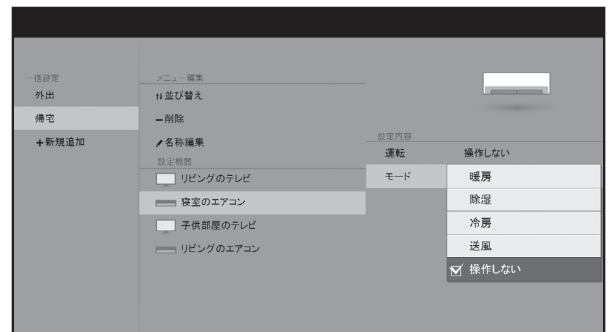 一括設定
外出
帰宅
+新規追加
メニュー編集
並び替え
削除
名称編集
設定機器
リビングのテレビ
寝室のエアコン
子供部屋のテレビ
リビングのエアコン
設定内容
運転 操作しない
モード
暖房
除湿
冷房
送風
操作しない